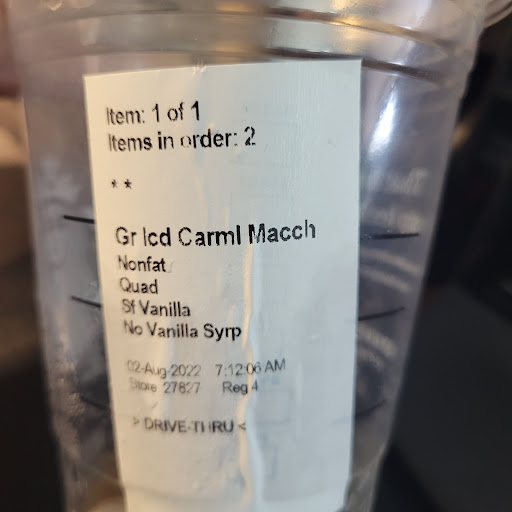 Item: 1 of 1
Items in order: 2
* *
Gr Icd Carml Macch
Nonfat
Quad
Sf Vanilla
No Vanilla Syrp
02-Aug-2022 7:12:06 AM
Store 27827 Reg 4
> DRIVE-THRU <